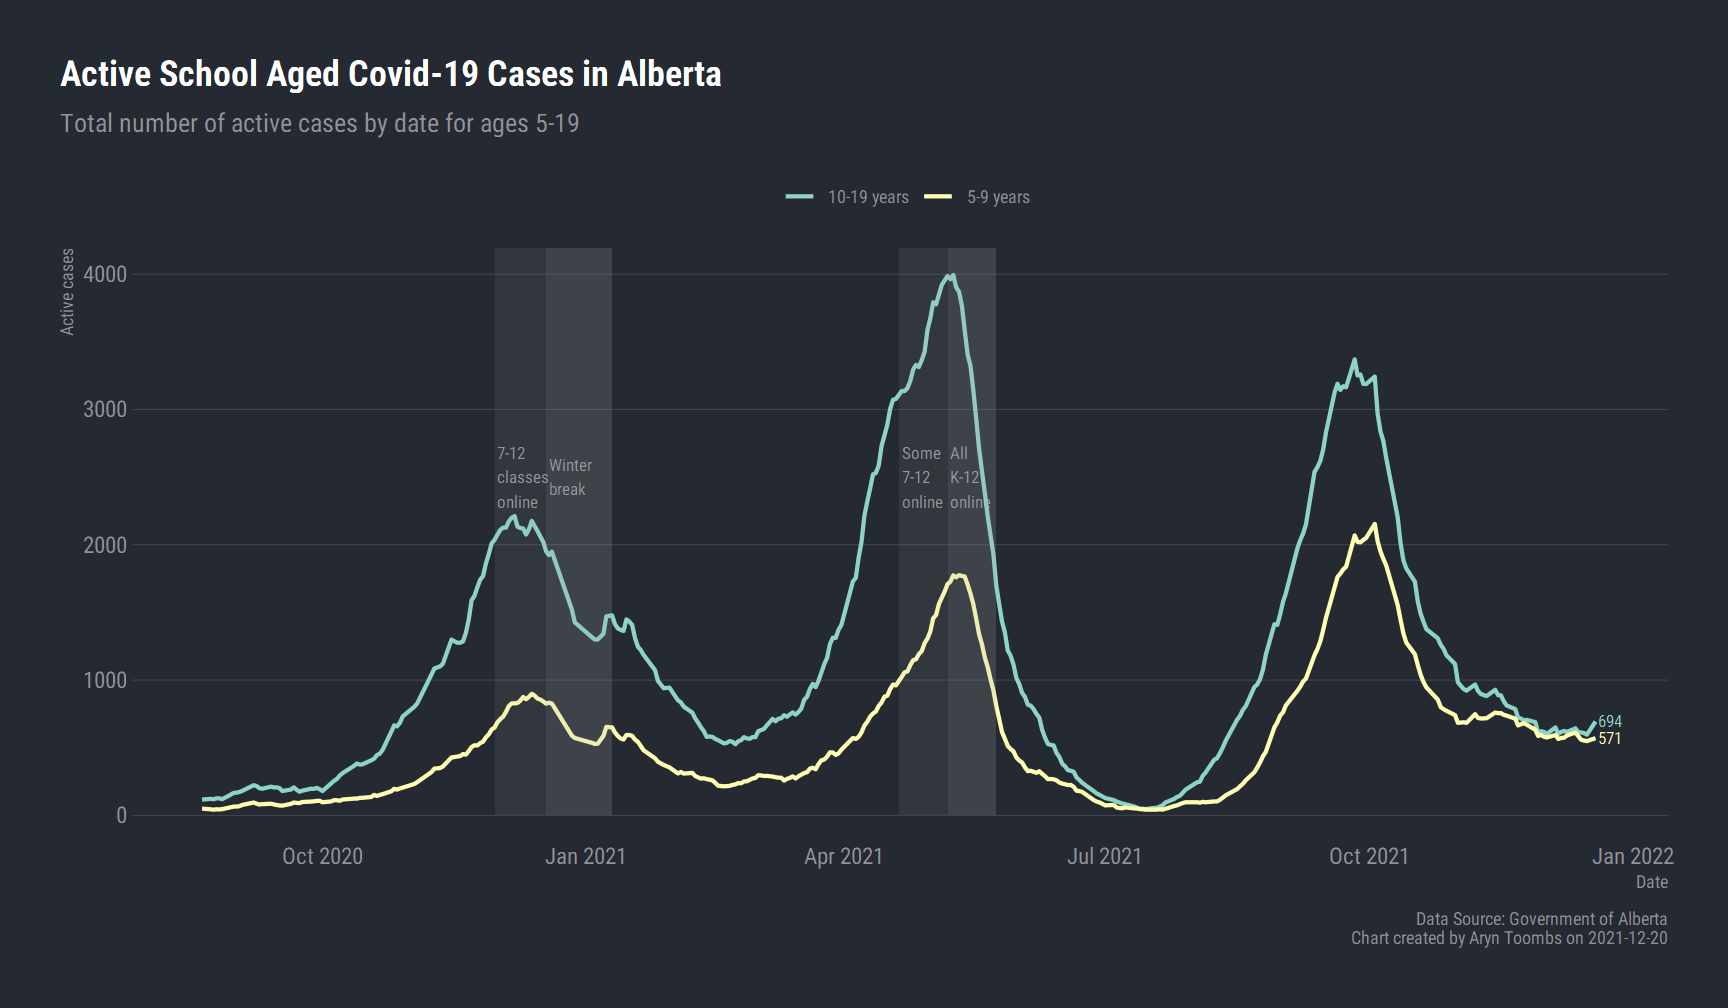 Active School Aged Covid-19 Cases in Alberta
Total number of active cases by date for ages 5-19
10-19 years
5-9 years
Active cases
4000
3000
2000
1000
0
7-12
classes
online
Winter
break
Some
7-12
online
All
K-12
online
694
571
Oct 2020
Jan 2021
Apr 2021
Jul 2021
Oct 2021
Jan 2022
Date
Data Source: Government of Alberta
Chart created by Aryn Toombs on 2021-12-20